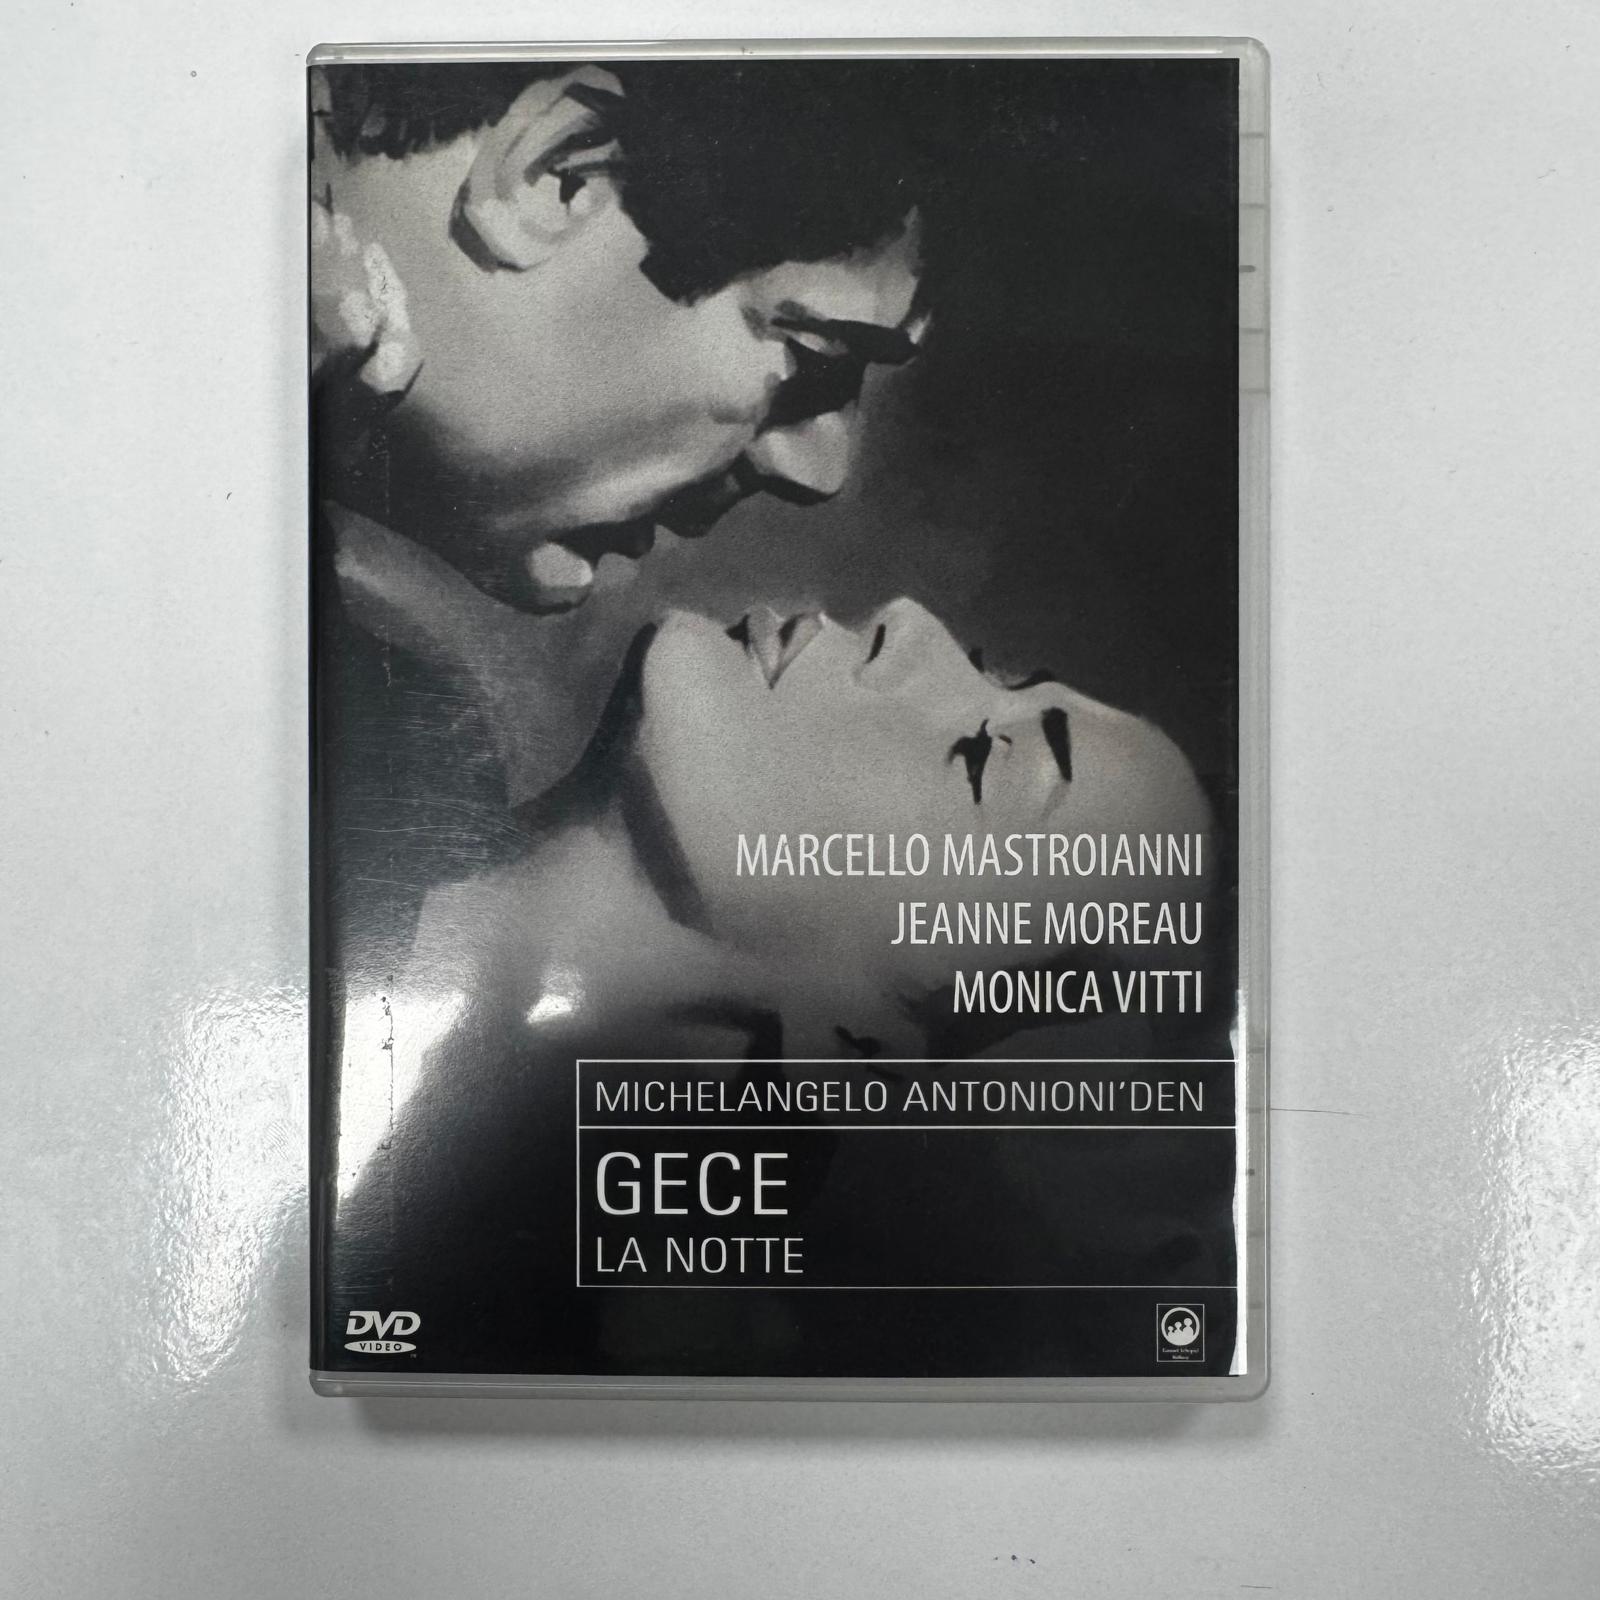 MARCELLO MASTROIANNI
JEANNE MOREAU
MONICA VITTI
MICHELANGELO ANTONIONI'DEN
GECE
LA NOTTE
DVD
VIDEO